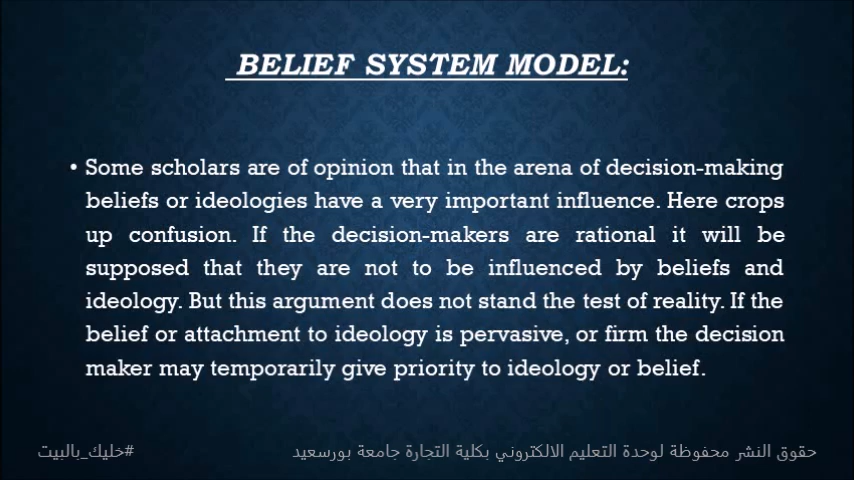 BELIEF SYSTEM MODEL:
• Some scholars are of opinion that in the arena of decision-making
beliefs or ideologies have a very important influence. Here crops
up confusion. If the decision-makers are rational it will be
supposed that they are not to be influenced by beliefs and
ideology. But this argument does not stand the test of reality. If the
belief or attachment to ideology is pervasive, or firm the decision
maker may temporarily give priority to ideology or belief.
حقوق النشر محفوظة لوحدة التعليم الالكتروني بكلية التجارة جامعة بورسعيد
#خليك_بالبيت